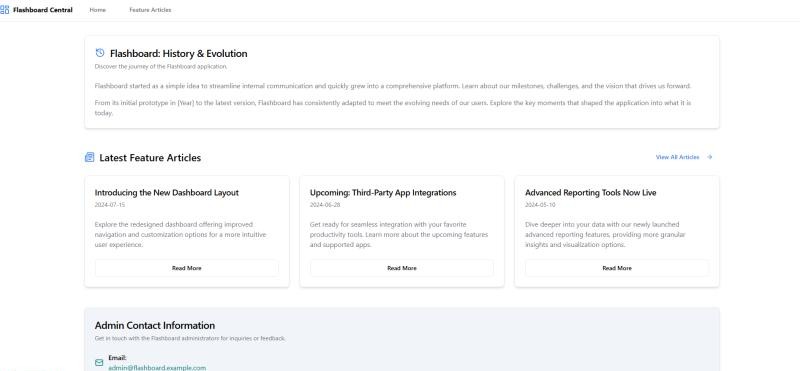 Flashboard Central
Home
Feature Articles
Flashboard: History & Evolution
Discover the journey of the Flashboard application.
Flashboard started as a simple idea to streamline internal communication and quickly grew into a comprehensive platform. Learn about our milestones, challenges, and the vision that drives us forward.
From its initial prototype in [Year] to the latest version, Flashboard has consistently adapted to meet the evolving needs of our users. Explore the key moments that shaped the application into what it is
today.
Latest Feature Articles
View All Articles
Introducing the New Dashboard Layout
2024-07-15
Explore the redesigned dashboard offering improved
navigation and customization options for a more intuitive
user experience.
Read More
Upcoming: Third-Party App Integrations
2024-06-28
Get ready for seamless integration with your favorite
productivity tools. Learn more about the upcoming features
and supported apps.
Read More
Advanced Reporting Tools Now Live
2024-05-10
Dive deeper into your data with our newly launched
advanced reporting features, providing more granular
insights and visualization options.
Read More
Admin Contact Information
Get in touch with the Flashboard administrators for inquiries or feedback.
Email:
admin@flashboard.example.com